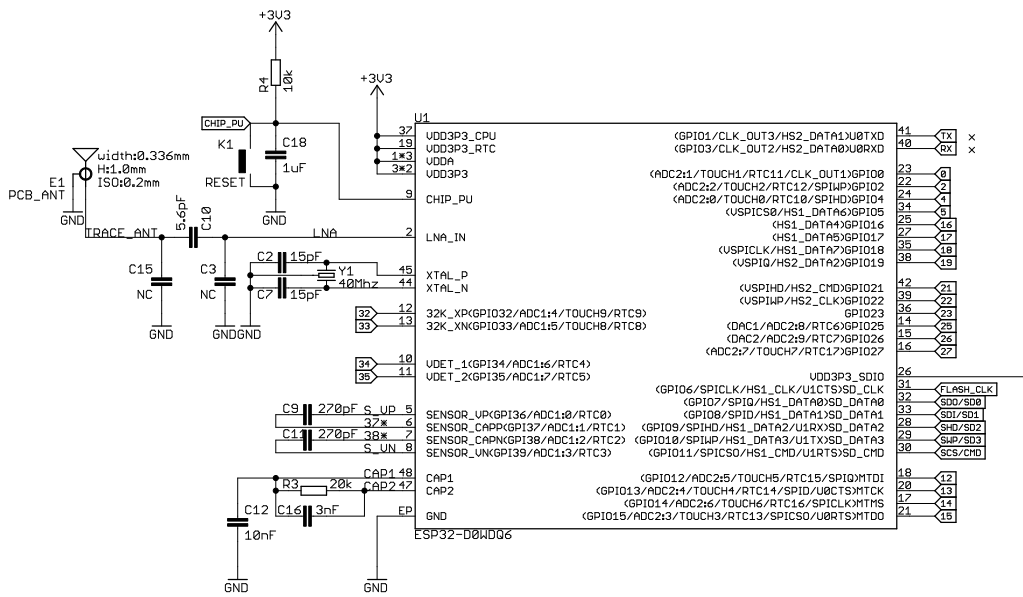 +3V3
R4
10k
+3V3
U1
CHIP_PU
K1
RESET
C18
1uF
GND
width:0.336mm
H:1.0mm
ISO:0.2mm
E1
PCB_ANT
GND
5.6pF
C10
TRACE_ANT
LNA
C15
NC
GND
C3
NC
GND
GND
C2 15pF
Y1
40Mhz
C7 15pF
37 VDD3P3_CPU
19 VDD3P3_RTC
1*3 VDDA
3*2 VDD3P3
9 CHIP_PU
2 LNA_IN
45 XTAL_P
44 XTAL_N
32 12 32K_XP(GPIO32/ADC1:4/TOUCH9/RTC9)
33 13 32K_XN(GPIO33/ADC1:5/TOUCH8/RTC8)
34 10 VDET_1(GPI34/ADC1:6/RTC4)
35 11 VDET_2(GPI35/ADC1:7/RTC5)
C9 270pF S_VP 5 SENSOR_VP(GPI36/ADC1:0/RTC0)
37* 6 SENSOR_CAPP(GPI37/ADC1:1/RTC1)
C11 270pF 38* 7 SENSOR_CAPN(GPI38/ADC1:2/RTC2)
S_VN 8 SENSOR_VN(GPI39/ADC1:3/RTC3)
CAP1 48 CAP1
R3 20k CAP2 47 CAP2
C16 3nF
C12
10nF
EP GND
GND
GND
(GPIO1/CLK_OUT3/HS2_DATA1)U0TXD 41 TX x
(GPIO3/CLK_OUT2/HS2_DATA0)U0RXD 40 RX x
(ADC2:1/TOUCH1/RTC11/CLK_OUT1)GPIO0 23 0
(ADC2:2/TOUCH2/RTC12/SPIWP)GPIO2 22 2
(ADC2:0/TOUCH0/RTC10/SPIHD)GPIO4 24 4
(VSPICS0/HS1_DATA6)GPIO5 34 5
(HS1_DATA4)GPIO16 25 16
(HS1_DATA5)GPIO17 27 17
(VSPICLK/HS1_DATA7)GPIO18 35 18
(VSPIQ/HS2_DATA2)GPIO19 38 19
(VSPIHD/HS2_CMD)GPIO21 42 21
(VSPIWP/HS2_CLK)GPIO22 39 22
GPIO23 36 23
(DAC1/ADC2:8/RTC6)GPIO25 14 25
(DAC2/ADC2:9/RTC7)GPIO26 15 26
(ADC2:7/TOUCH7/RTC17)GPIO27 16 27
VDD3P3_SDIO 26
(GPIO6/SPICLK/HS1_CLK/U1CTS)SD_CLK 31 FLASH_CLK
(GPIO7/SPIQ/HS1_DATA0)SD_DATA0 32 SDO/SD0
(GPIO8/SPID/HS1_DATA1)SD_DATA1 33 SDI/SD1
(GPIO9/SPIHD/HS1_DATA2/U1RX)SD_DATA2 28 SHD/SD2
(GPIO10/SPIWP/HS1_DATA3/U1TX)SD_DATA3 29 SWP/SD3
(GPIO11/SPICS0/HS1_CMD/U1RTS)SD_CMD 30 SCS/CMD
(GPIO12/ADC2:5/TOUCH5/RTC15/SPIQ)MTDI 18 12
(GPIO13/ADC2:4/TOUCH4/RTC14/SPID/U0CTS)MTCK 20 13
(GPIO14/ADC2:6/TOUCH6/RTC16/SPICLK)MTMS 17 14
(GPIO15/ADC2:3/TOUCH3/RTC13/SPICS0/U0RTS)MTDO 21 15
ESP32-D0WDQ6